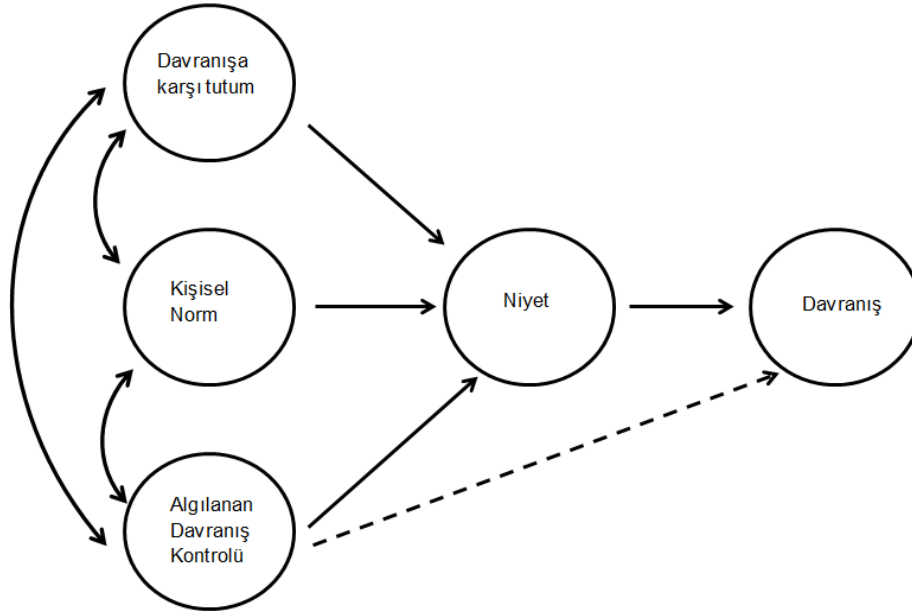 Davranışa
karşı tutum
Kişisel
Norm
Niyet
Davranış
Algılanan
Davranış
Kontrolü